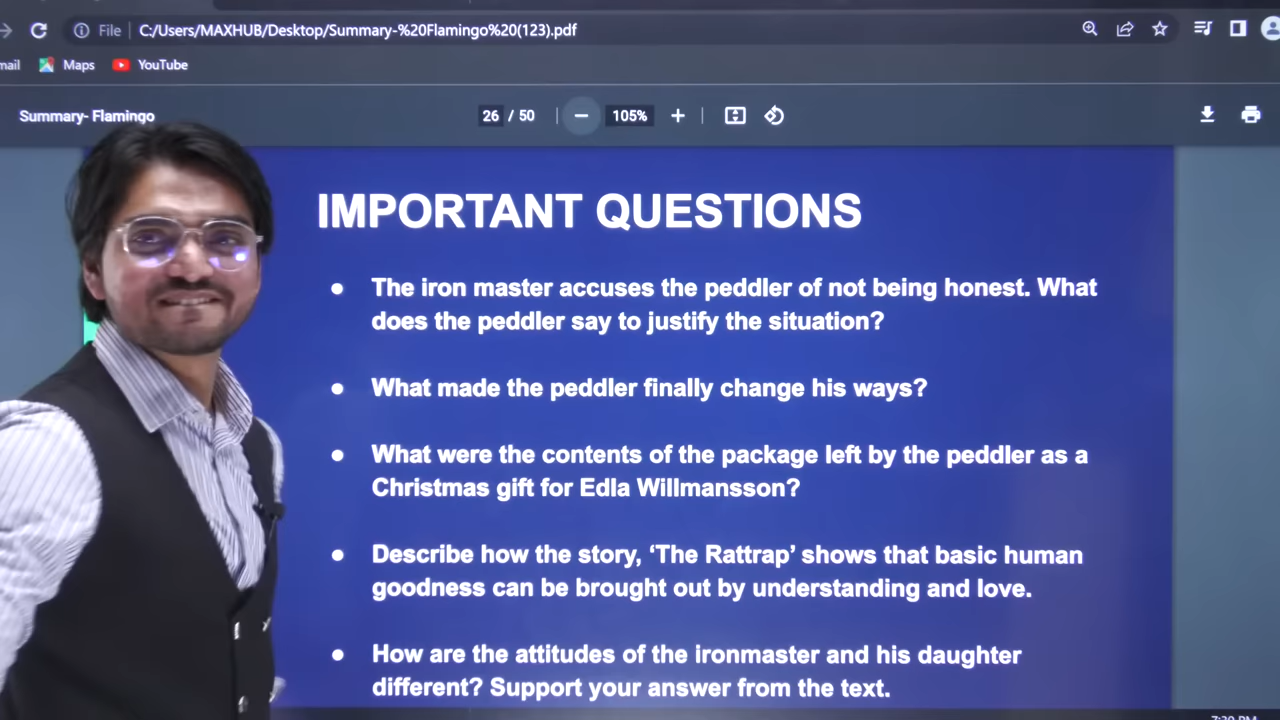 File
C:/Users/MAXHUB/Desktop/Summary-%20Flamingo%20(123).pdf
mail Maps YouTube
Summary- Flamingo
26 / 50
105%
IMPORTANT QUESTIONS
● The iron master accuses the peddler of not being honest. What
does the peddler say to justify the situation?
● What made the peddler finally change his ways?
● What were the contents of the package left by the peddler as a
Christmas gift for Edla Willmansson?
● Describe how the story, ‘The Rattrap’ shows that basic human
goodness can be brought out by understanding and love.
● How are the attitudes of the ironmaster and his daughter
different? Support your answer from the text.
7:30 PM